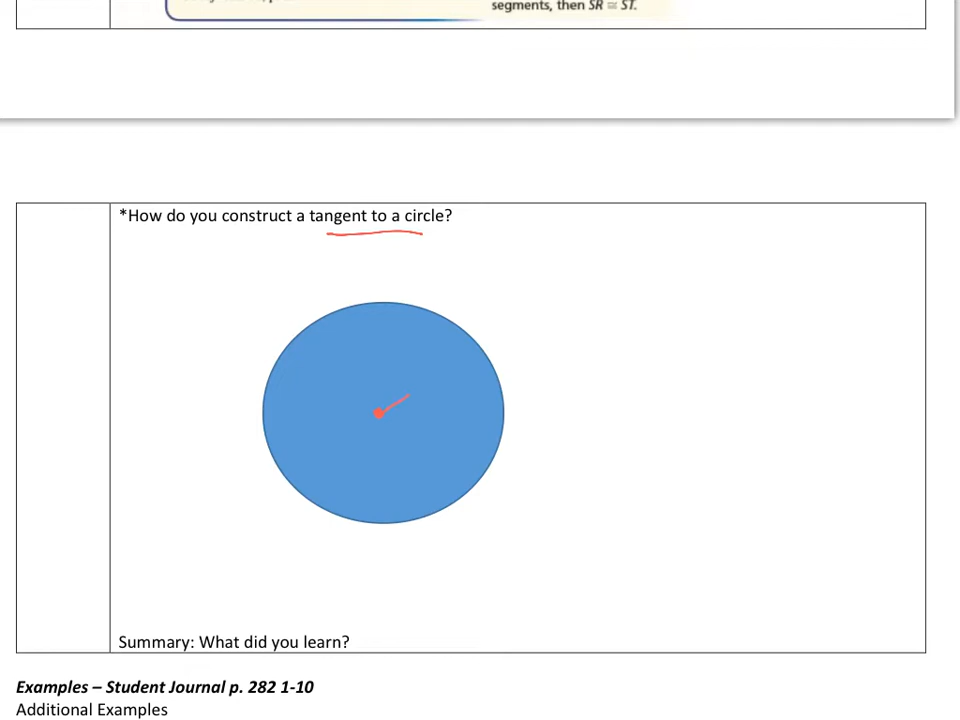 segments, then SR ≅ ST.
*How do you construct a tangent to a circle?
Summary: What did you learn?
Examples – Student Journal p. 282 1-10
Additional Examples